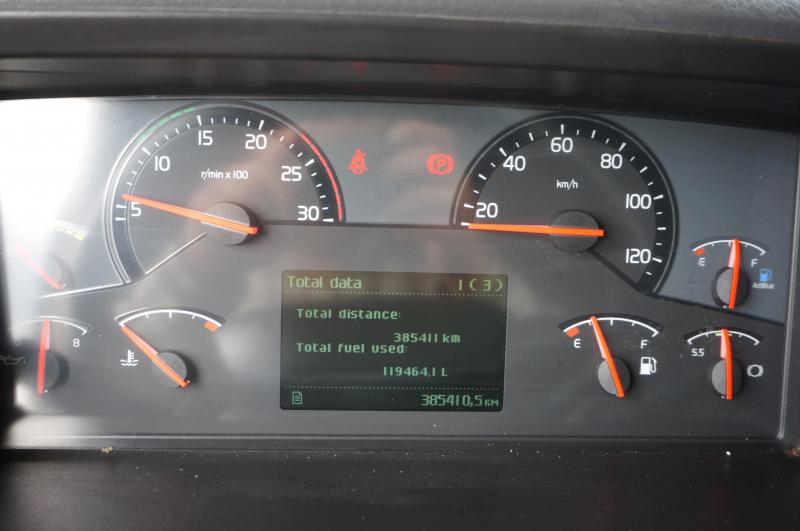 5
10
15
20
25
30
r/min x 100
P
20
40
60
80
100
120
km/h
Total data 1(3)
Total distance:
385411 km
Total fuel used:
119464,1 L
385410,5 KM
8
E F
AdBlue
E F
5.5